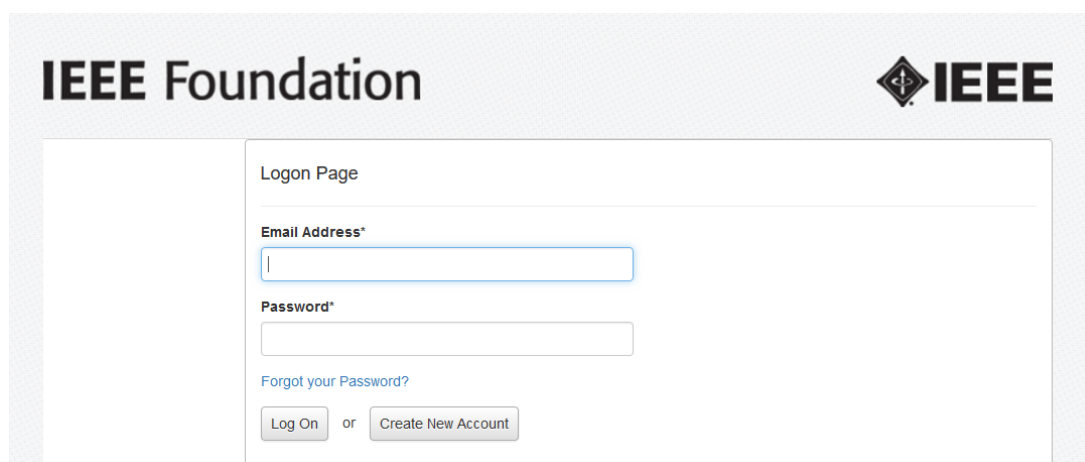 IEEE Foundation
IEEE
Logon Page
Email Address*
Password*
Forgot your Password?
Log On or Create New Account